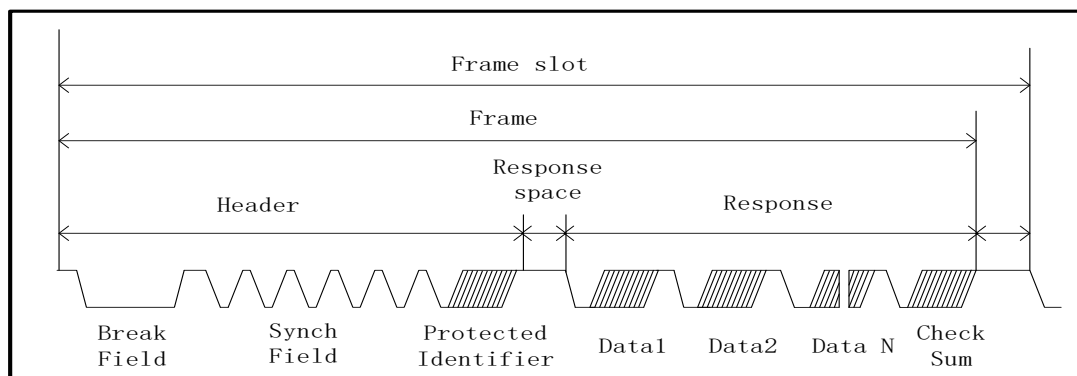 Frame slot
Frame
Response
space
Header
Response
Break
Field
Synch
Field
Protected
Identifier
Data1
Data2
Data N
Check
Sum